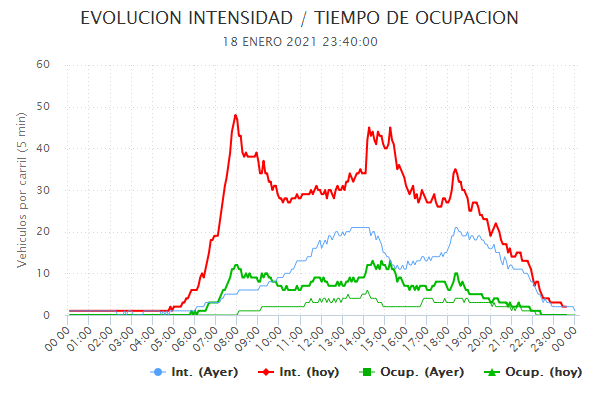 EVOLUCION INTENSIDAD / TIEMPO DE OCUPACION
18 ENERO 2021 23:40:00
Vehículos por carril (5 min)
60
50
40
30
20
10
0
00:00 01:00 02:00 03:00 04:00 05:00 06:00 07:00 08:00 09:00 10:00 11:00 12:00 13:00 14:00 15:00 16:00 17:00 18:00 19:00 20:00 21:00 22:00 23:00 00:00
Int. (Ayer) Int. (hoy) Ocup. (Ayer) Ocup. (hoy)